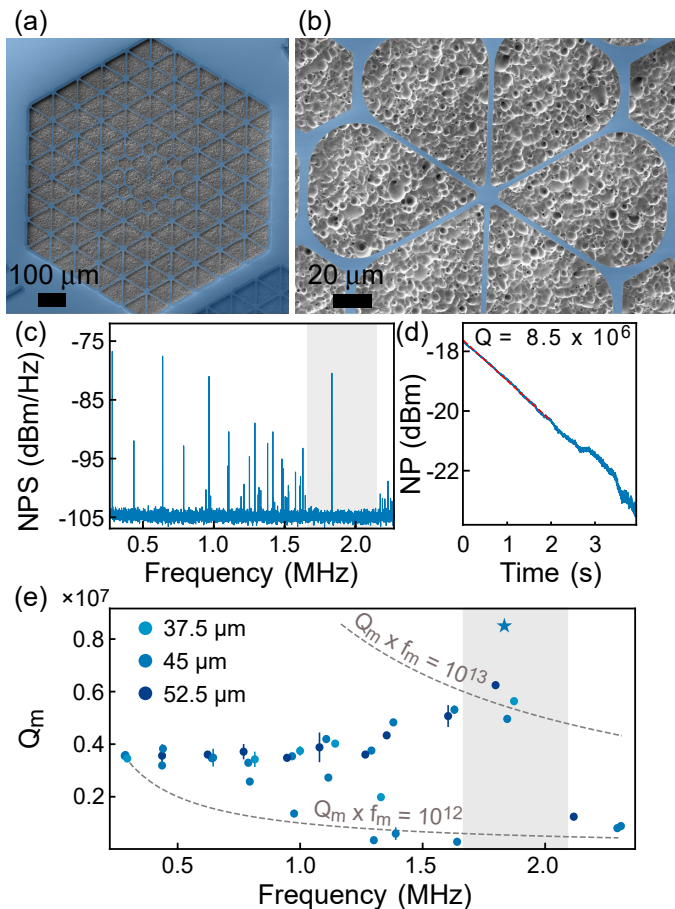 (a)
(b)
100 μm
20 μm
(c)
-75
-85
-95
-105
NPS (dBm/Hz)
0.5
1.0
1.5
2.0
Frequency (MHz)
(d)
Q = 8.5 x 10⁶
-18
-20
-22
NP (dBm)
0
1
2
3
Time (s)
(e)
×10⁷
0.8
0.6
0.4
0.2
Qₘ
37.5 μm
45 μm
52.5 μm
Qₘ x fₘ = 10¹³
Qₘ x fₘ = 10¹²
0.5
1.0
1.5
2.0
Frequency (MHz)